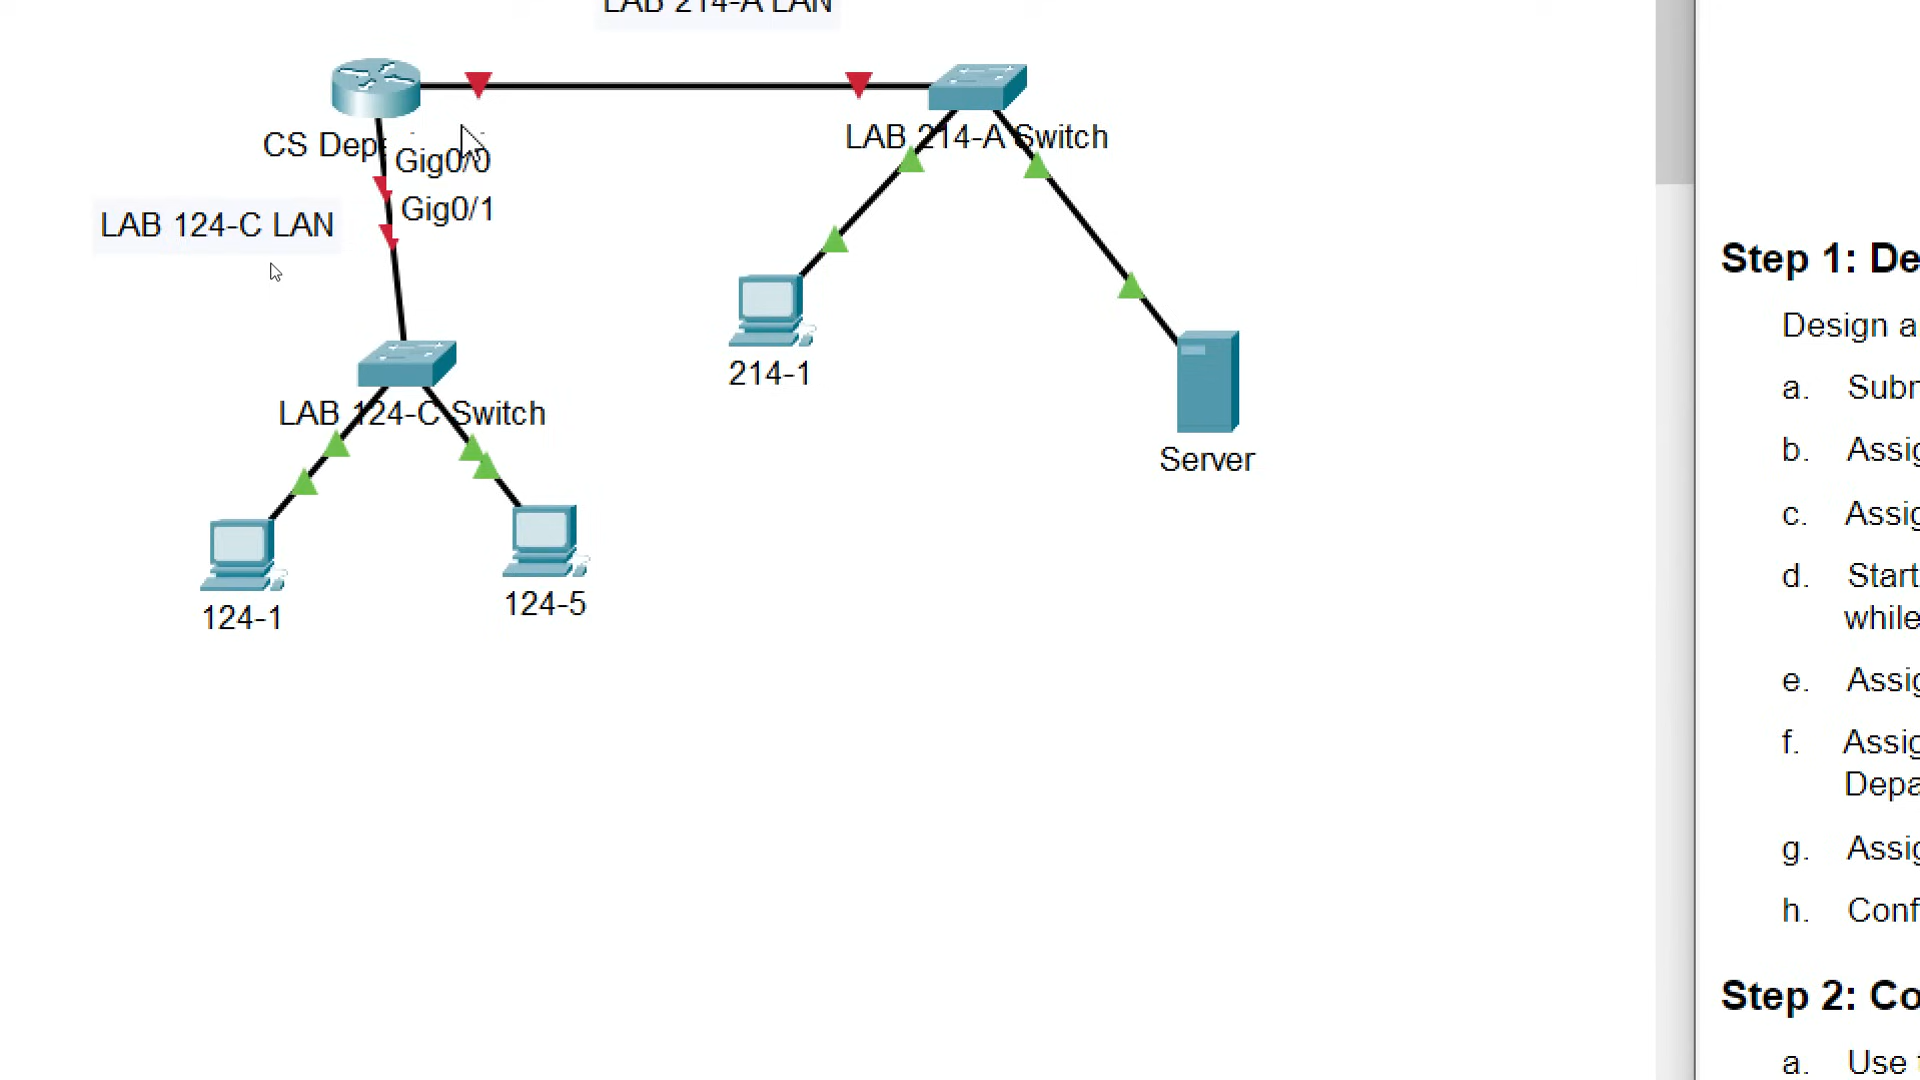 LAB 214-A LAN
CS Dept
Gig0/0
LAB 214-A Switch
Gig0/1
LAB 124-C LAN
214-1
LAB 124-C Switch
Server
124-1
124-5
Step 1: De
Design a
a. Subn
b. Assig
c. Assig
d. Start
while
e. Assig
f. Assig
Depa
g. Assig
h. Conf
Step 2: Co
a. Use